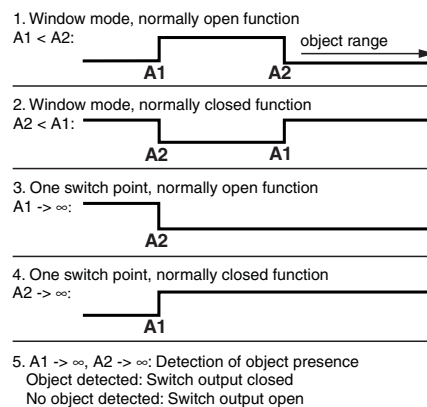 1. Window mode, normally open function
A1 < A2:
object range
A1 A2
2. Window mode, normally closed function
A2 < A1:
A2 A1
3. One switch point, normally open function
A1 -> ∞:
A2
4. One switch point, normally closed function
A2 -> ∞:
A1
5. A1 -> ∞, A2 -> ∞: Detection of object presence
Object detected: Switch output closed
No object detected: Switch output open